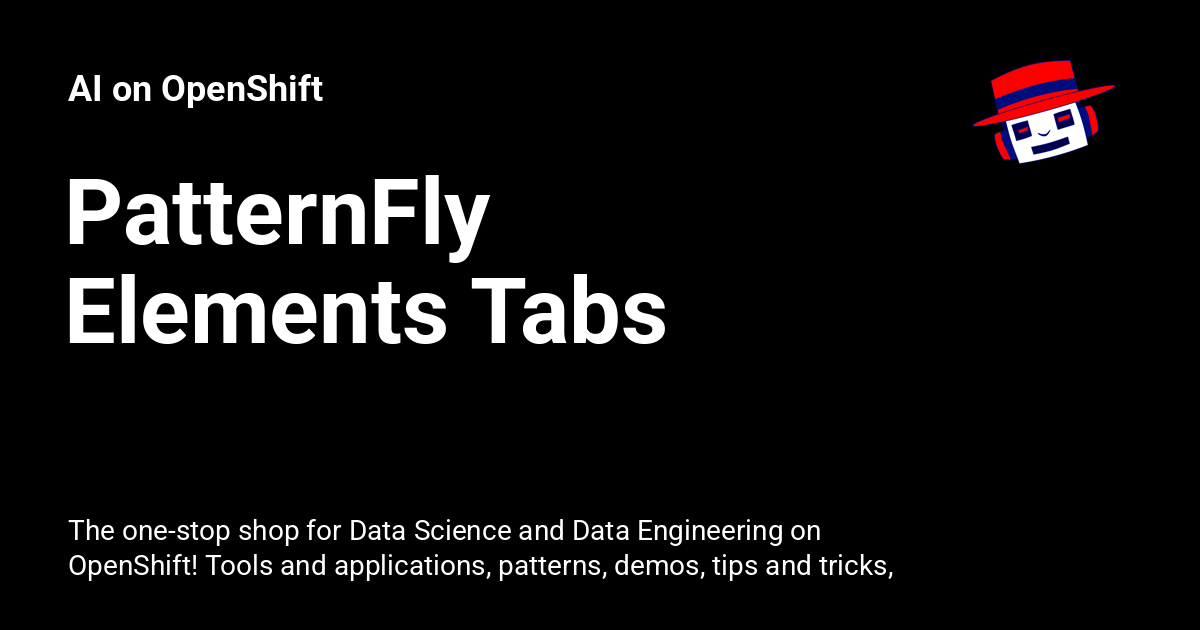 AI on OpenShift
PatternFly
Elements Tabs
The one-stop shop for Data Science and Data Engineering on
OpenShift! Tools and applications, patterns, demos, tips and tricks,